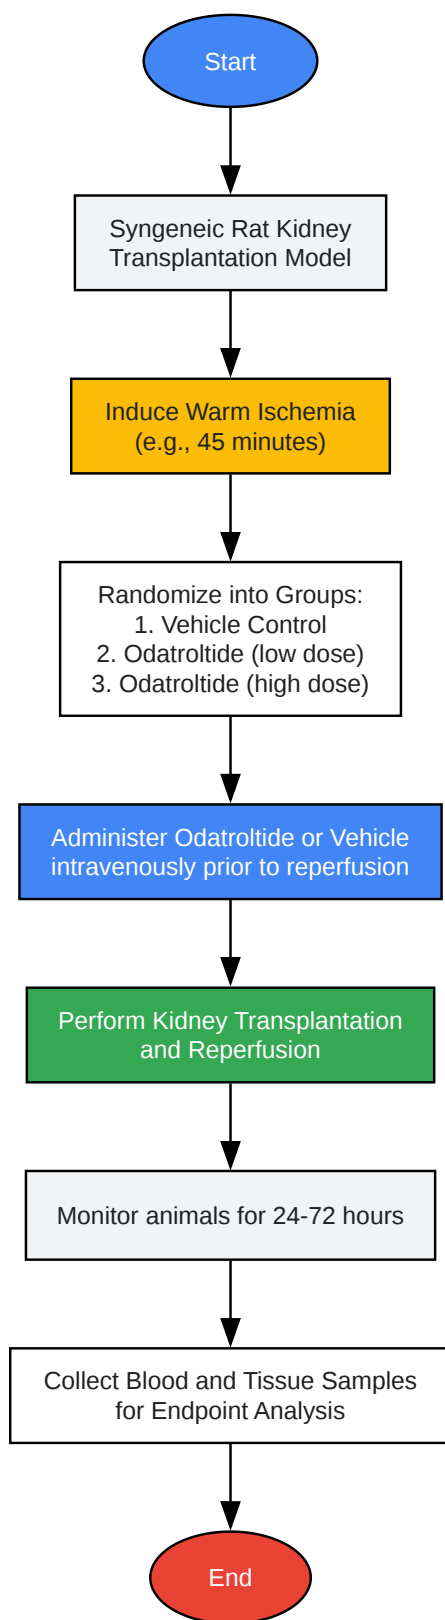 Start
Syngeneic Rat Kidney
Transplantation Model
Induce Warm Ischemia
(e.g., 45 minutes)
Randomize into Groups:
1. Vehicle Control
2. Odatroltide (low dose)
3. Odatroltide (high dose)
Administer Odatroltide or Vehicle
intravenously prior to reperfusion
Perform Kidney Transplantation
and Reperfusion
Monitor animals for 24-72 hours
Collect Blood and Tissue Samples
for Endpoint Analysis
End